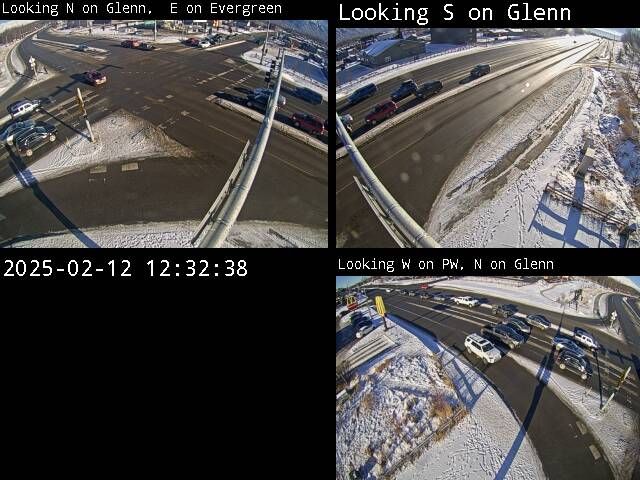 Looking N on Glenn, E on Evergreen
Looking S on Glenn
2025-02-12 12:32:38
Looking W on PW, N on Glenn